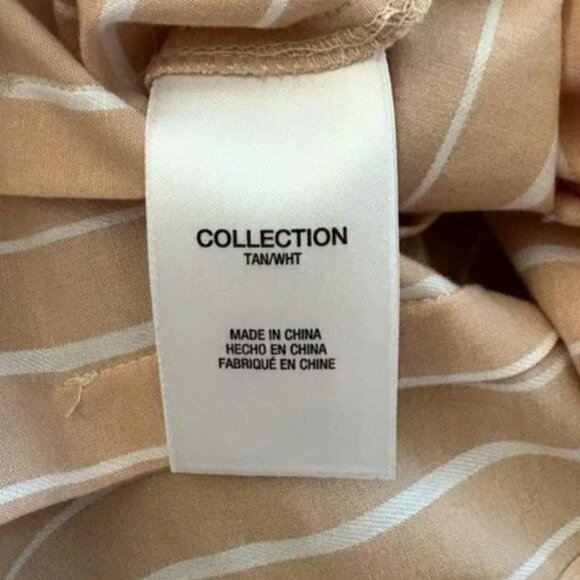 COLLECTION
TAN/WHT
MADE IN CHINA
HECHO EN CHINA
FABRIQUÉ EN CHINE